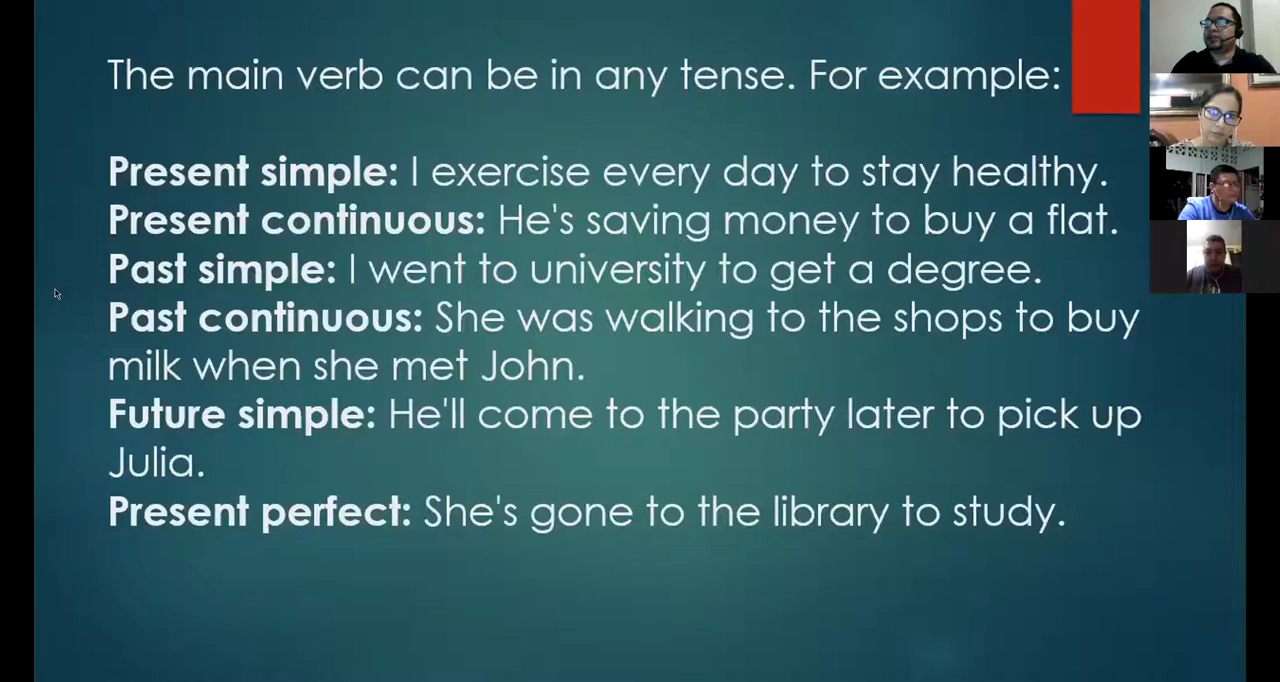 The main verb can be in any tense. For example:
Present simple: I exercise every day to stay healthy.
Present continuous: He's saving money to buy a flat.
Past simple: I went to university to get a degree.
Past continuous: She was walking to the shops to buy
milk when she met John.
Future simple: He'll come to the party later to pick up
Julia.
Present perfect: She's gone to the library to study.